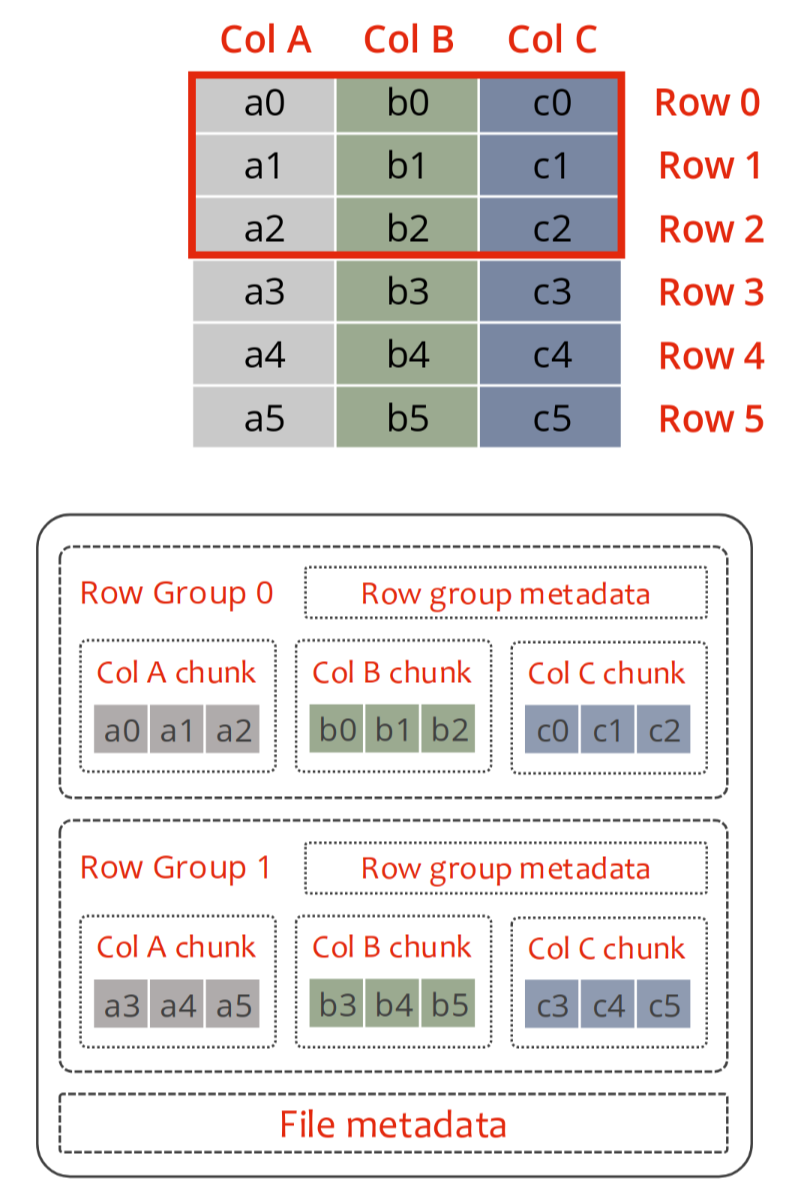 Col A Col B Col C
a0 b0 c0 Row 0
a1 b1 c1 Row 1
a2 b2 c2 Row 2
a3 b3 c3 Row 3
a4 b4 c4 Row 4
a5 b5 c5 Row 5
Row Group 0 Row group metadata
Col A chunk Col B chunk Col C chunk
a0 a1 a2 b0 b1 b2 c0 c1 c2
Row Group 1 Row group metadata
Col A chunk Col B chunk Col C chunk
a3 a4 a5 b3 b4 b5 c3 c4 c5
File metadata